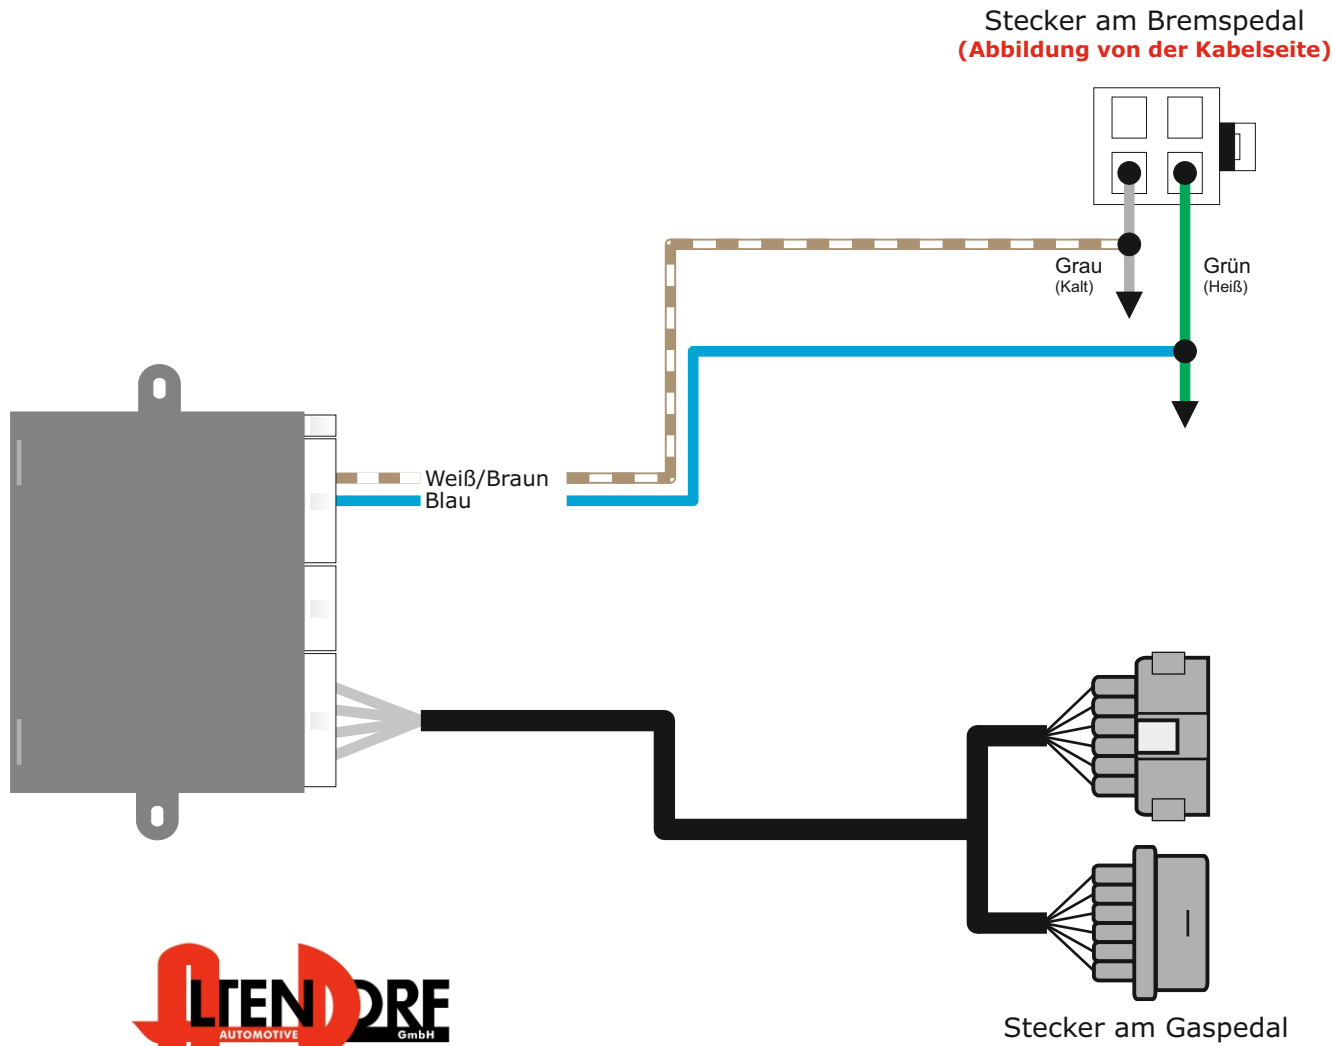 Stecker am Bremspedal
(Abbildung von der Kabelseite)
Grau
(Kalt)
Grün
(Heiß)
Weiß/Braun
Blau
ALTENDORF
AUTOMOTIVE
GmbH
Stecker am Gaspedal